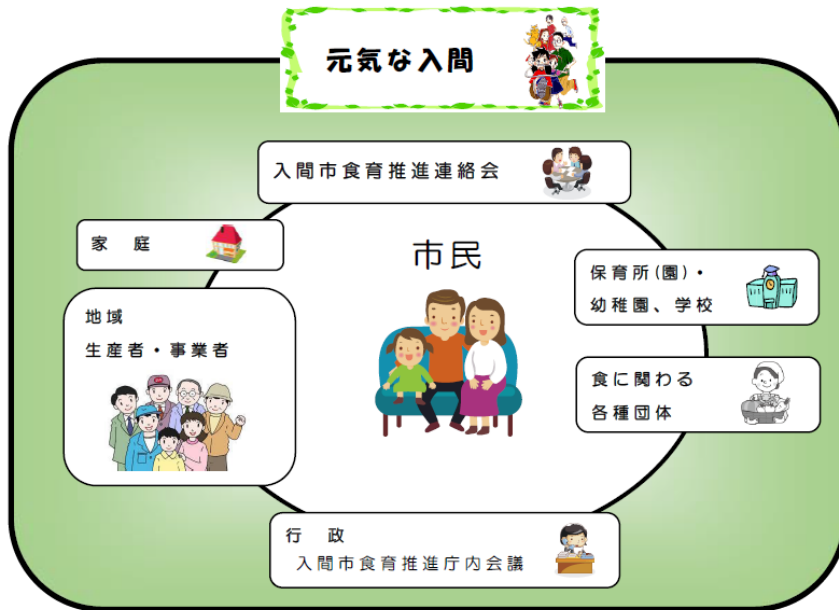 元気な入間
入間市食育推進連絡会
家 庭
市民
保育所(園)・
幼稚園、学校
地域
生産者・事業者
食に関わる
各種団体
行 政
入間市食育推進庁内会議